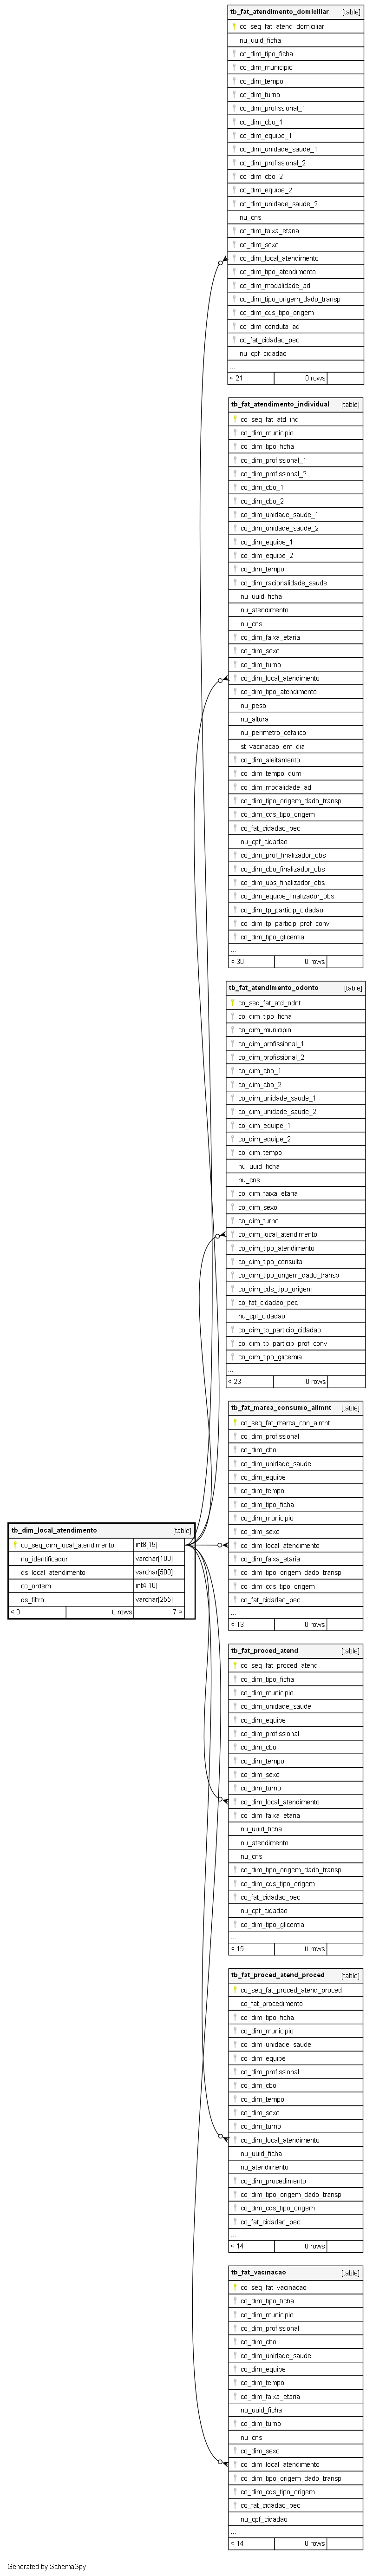 tb_fat_atendimento_domiciliar [table]
co_seq_fat_atend_domiciliar
nu_uuid_ficha
co_dim_tipo_ficha
co_dim_municipio
co_dim_tempo
co_dim_turno
co_dim_profissional_1
co_dim_cbo_1
co_dim_equipe_1
co_dim_unidade_saude_1
co_dim_profissional_2
co_dim_cbo_2
co_dim_equipe_2
co_dim_unidade_saude_2
nu_cns
co_dim_faixa_etaria
co_dim_sexo
co_dim_local_atendimento
co_dim_tipo_atendimento
co_dim_modalidade_ad
co_dim_tipo_origem_dado_transp
co_dim_cds_tipo_origem
co_dim_conduta_ad
co_fat_cidadao_pec
nu_cpf_cidadao
...
< 21 0 rows
tb_fat_atendimento_individual [table]
co_seq_fat_atd_ind
co_dim_municipio
co_dim_tipo_ficha
co_dim_profissional_1
co_dim_profissional_2
co_dim_cbo_1
co_dim_cbo_2
co_dim_unidade_saude_1
co_dim_unidade_saude_2
co_dim_equipe_1
co_dim_equipe_2
co_dim_tempo
co_dim_racionalidade_saude
nu_uuid_ficha
nu_atendimento
nu_cns
co_dim_faixa_etaria
co_dim_sexo
co_dim_turno
co_dim_local_atendimento
co_dim_tipo_atendimento
nu_peso
nu_altura
nu_perimetro_cefalico
st_vacinacao_em_dia
co_dim_aleitamento
co_dim_tempo_dum
co_dim_modalidade_ad
co_dim_tipo_origem_dado_transp
co_dim_cds_tipo_origem
co_fat_cidadao_pec
nu_cpf_cidadao
co_dim_prof_finalizador_obs
co_dim_cbo_finalizador_obs
co_dim_ubs_finalizador_obs
co_dim_equipe_finalizador_obs
co_dim_tp_particip_cidadao
co_dim_tp_particip_prof_conv
co_dim_tipo_glicemia
...
< 30 0 rows
tb_fat_atendimento_odonto [table]
co_seq_fat_atd_odnt
co_dim_tipo_ficha
co_dim_municipio
co_dim_profissional_1
co_dim_profissional_2
co_dim_cbo_1
co_dim_cbo_2
co_dim_unidade_saude_1
co_dim_unidade_saude_2
co_dim_equipe_1
co_dim_equipe_2
co_dim_tempo
nu_uuid_ficha
nu_cns
co_dim_faixa_etaria
co_dim_sexo
co_dim_turno
co_dim_local_atendimento
co_dim_tipo_atendimento
co_dim_tipo_consulta
co_dim_tipo_origem_dado_transp
co_dim_cds_tipo_origem
co_fat_cidadao_pec
nu_cpf_cidadao
co_dim_tp_particip_cidadao
co_dim_tp_particip_prof_conv
co_dim_tipo_glicemia
...
< 23 0 rows
tb_fat_marca_consumo_alimnt [table]
co_seq_fat_marca_con_almnt
co_dim_profissional
co_dim_cbo
co_dim_unidade_saude
co_dim_equipe
co_dim_tempo
co_dim_tipo_ficha
co_dim_municipio
co_dim_sexo
co_dim_local_atendimento
co_dim_faixa_etaria
co_dim_tipo_origem_dado_transp
co_dim_cds_tipo_origem
co_fat_cidadao_pec
...
< 13 0 rows
tb_dim_local_atendimento [table]
co_seq_dim_local_atendimento int8[19]
nu_identificador varchar[100]
ds_local_atendimento varchar[500]
co_ordem int4[10]
ds_filtro varchar[255]
< 0 0 rows 7 >
tb_fat_proced_atend [table]
co_seq_fat_proced_atend
co_dim_tipo_ficha
co_dim_municipio
co_dim_unidade_saude
co_dim_equipe
co_dim_profissional
co_dim_cbo
co_dim_tempo
co_dim_sexo
co_dim_turno
co_dim_local_atendimento
co_dim_faixa_etaria
nu_uuid_ficha
nu_atendimento
nu_cns
co_dim_tipo_origem_dado_transp
co_dim_cds_tipo_origem
co_fat_cidadao_pec
nu_cpf_cidadao
co_dim_tipo_glicemia
...
< 15 0 rows
tb_fat_proced_atend_proced [table]
co_seq_fat_proced_atend_proced
co_fat_procedimento
co_dim_tipo_ficha
co_dim_municipio
co_dim_unidade_saude
co_dim_equipe
co_dim_profissional
co_dim_cbo
co_dim_tempo
co_dim_sexo
co_dim_turno
co_dim_local_atendimento
nu_uuid_ficha
nu_atendimento
co_dim_procedimento
co_dim_tipo_origem_dado_transp
co_dim_cds_tipo_origem
co_fat_cidadao_pec
...
< 14 0 rows
tb_fat_vacinacao [table]
co_seq_fat_vacinacao
co_dim_tipo_ficha
co_dim_municipio
co_dim_profissional
co_dim_cbo
co_dim_unidade_saude
co_dim_equipe
co_dim_tempo
co_dim_faixa_etaria
nu_uuid_ficha
co_dim_turno
nu_cns
co_dim_sexo
co_dim_local_atendimento
co_dim_tipo_origem_dado_transp
co_dim_cds_tipo_origem
co_fat_cidadao_pec
nu_cpf_cidadao
...
< 14 0 rows
Generated by SchemaSpy